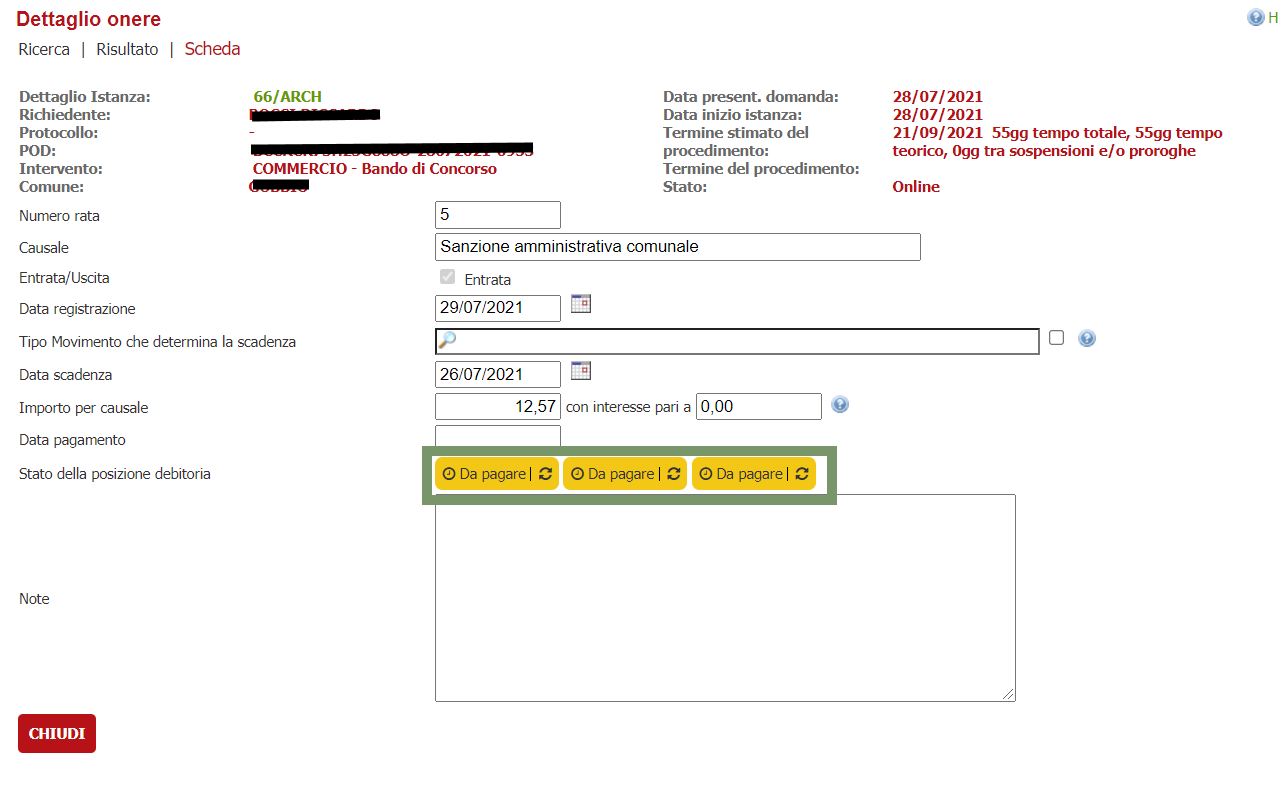 Dettaglio onere
H
Ricerca | Risultato | Scheda
Dettaglio Istanza: 66/ARCH
Richiedente:
Protocollo: -
POD:
Intervento: COMMERCIO - Bando di Concorso
Comune:
Data present. domanda: 28/07/2021
Data inizio istanza: 28/07/2021
Termine stimato del procedimento: 21/09/2021 55gg tempo totale, 55gg tempo
teorico, 0gg tra sospensioni e/o proroghe
Termine del procedimento:
Stato: Online
Numero rata 5
Causale Sanzione amministrativa comunale
Entrata/Uscita Entrata
Data registrazione 29/07/2021
Tipo Movimento che determina la scadenza
Data scadenza 26/07/2021
Importo per causale 12,57 con interesse pari a 0,00
Data pagamento
Stato della posizione debitoria Da pagare | Da pagare | Da pagare |
Note
CHIUDI